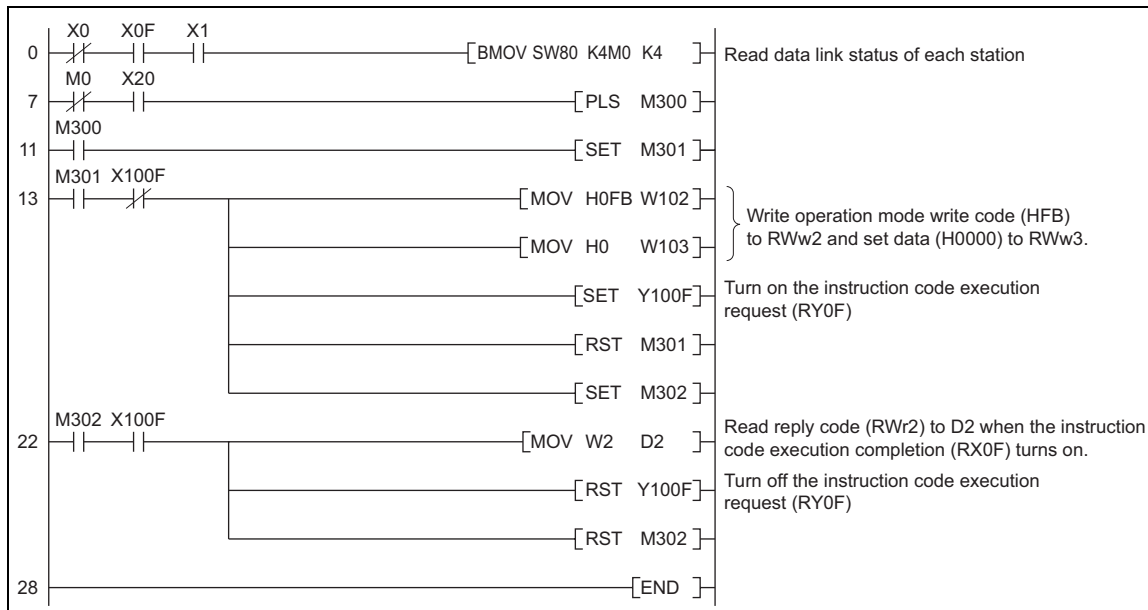 X0 X0F X1
0 [BMOV SW80 K4M0 K4 ] Read data link status of each station
M0 X20
7 [PLS M300 ]
M300
11 [SET M301 ]
M301 X100F
13 [MOV H0FB W102 ]
Write operation mode write code (HFB)
to RWw2 and set data (H0000) to RWw3.
[MOV H0 W103 ]
[SET Y100F ] Turn on the instruction code execution
request (RY0F)
[RST M301 ]
[SET M302 ]
M302 X100F
22 [MOV W2 D2 ] Read reply code (RWr2) to D2 when the instruction
code execution completion (RX0F) turns on.
[RST Y100F ] Turn off the instruction code execution
request (RY0F)
[RST M302 ]
28 [END ]